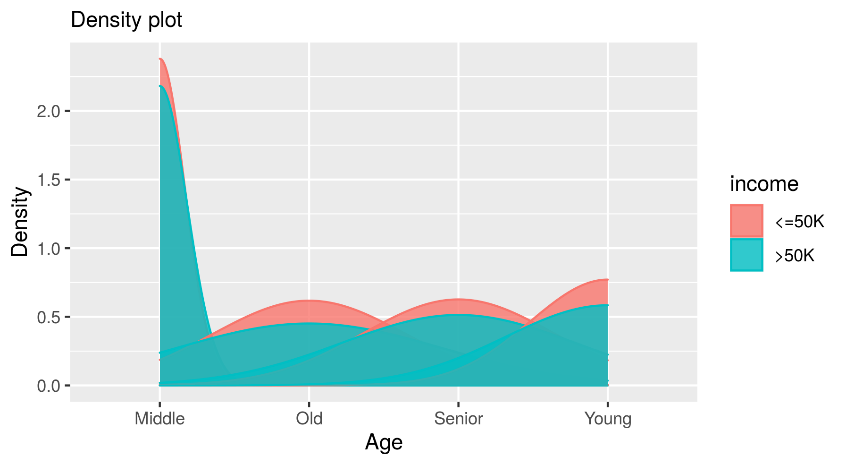 Density plot
2.0
1.5
1.0
0.5
0.0
Density
Middle Old Senior Young
Age
income
<=50K
>50K